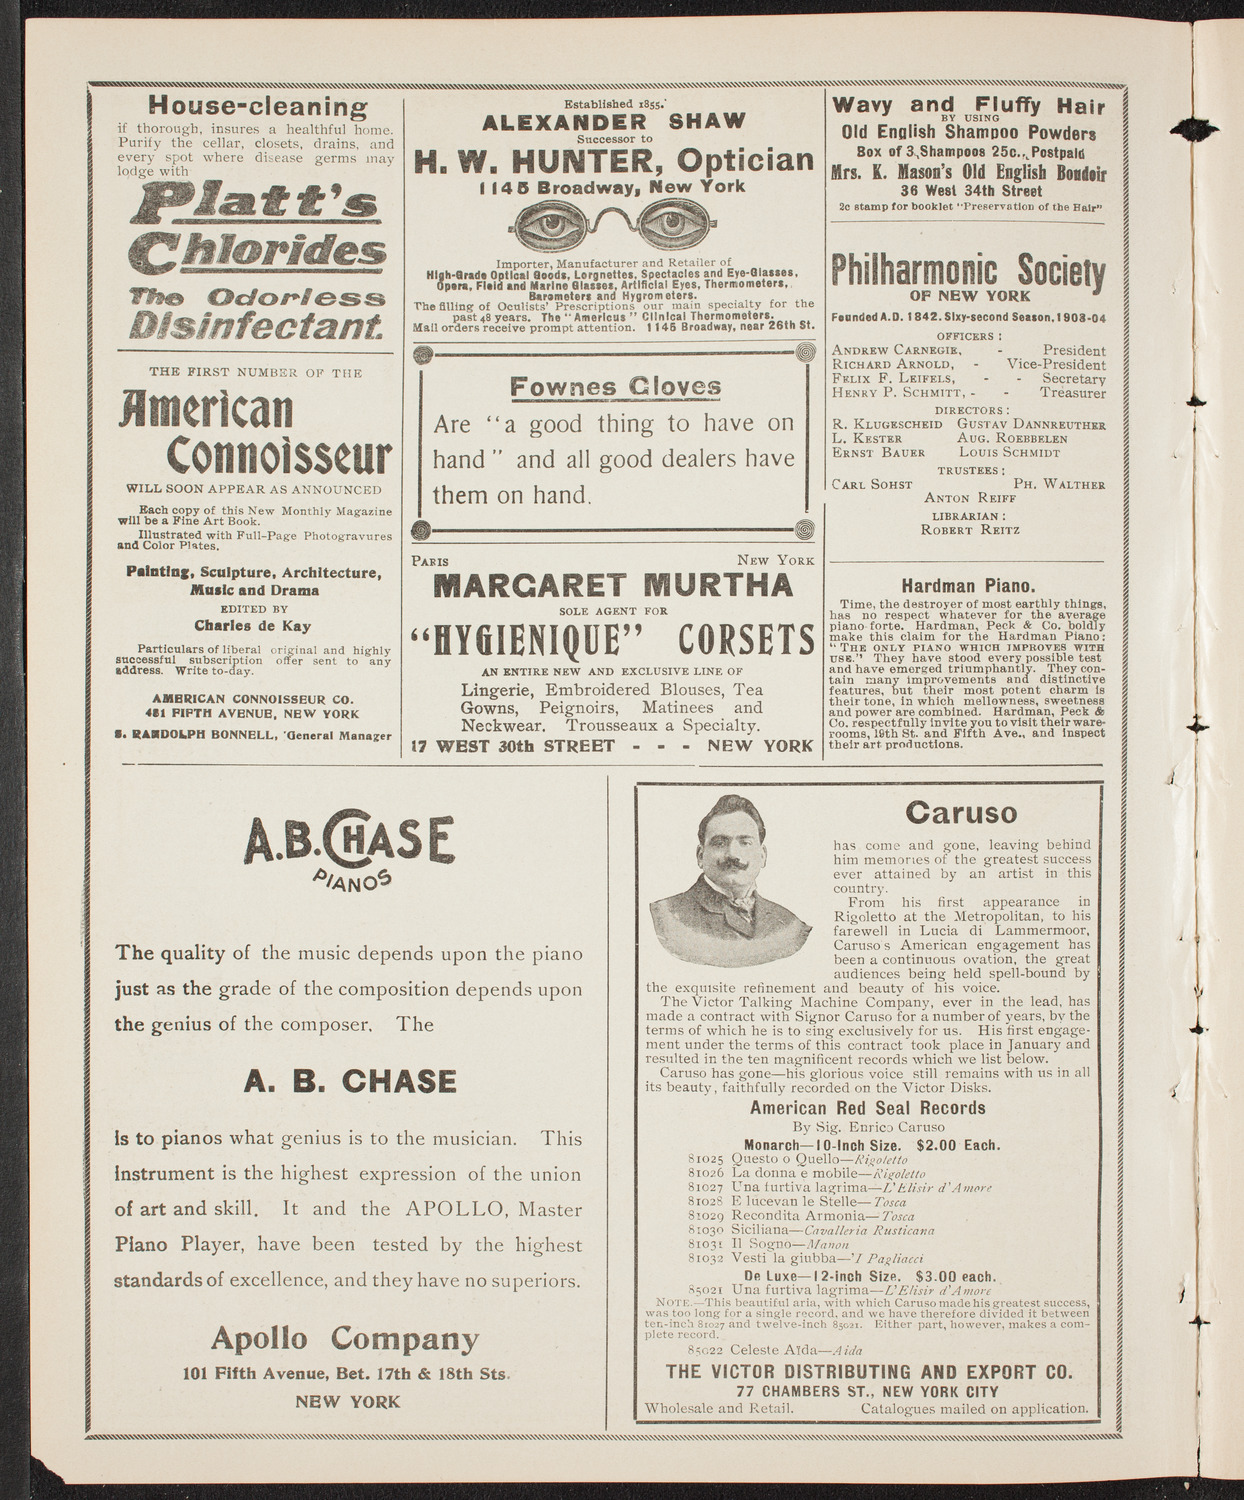 House-cleaning
if thorough, insures a healthful home.
Purify the cellar, closets, drains, and
every spot where disease germs may
lodge with
Platt's
Chlorides
The Odorless
Disinfectant.
THE FIRST NUMBER OF THE
American
Connoisseur
WILL SOON APPEAR AS ANNOUNCED
Each copy of this New Monthly Magazine
will be a Fine Art Book.
Illustrated with Full-Page Photogravures
and Color Plates.
Painting, Sculpture, Architecture,
Music and Drama
EDITED BY
Charles de Kay
Particulars of liberal original and highly
successful subscription offer sent to any
address. Write to-day.
AMERICAN CONNOISSEUR CO.
481 FIFTH AVENUE, NEW YORK
S. RANDOLPH BONNELL, General Manager
Established 1855.
ALEXANDER SHAW
Successor to
H. W. HUNTER, Optician
1145 Broadway, New York
Importer, Manufacturer and Retailer of
High-Grade Optical Goods, Lorgnettes, Spectacles and Eye-Glasses,
Opera, Field and Marine Glasses, Artificial Eyes, Thermometers,
Barometers and Hygrometers.
The filling of Oculists' Prescriptions our main specialty for the
past 48 years. The "Americus" Clinical Thermometers.
Mail orders receive prompt attention. 1145 Broadway, near 26th St.
Fownes Gloves
Are "a good thing to have on
hand" and all good dealers have
them on hand.
PARIS NEW YORK
MARGARET MURTHA
SOLE AGENT FOR
"HYGIENIQUE" CORSETS
AN ENTIRE NEW AND EXCLUSIVE LINE OF
Lingerie, Embroidered Blouses, Tea
Gowns, Peignoirs, Matinees and
Neckwear. Trousseaux a Specialty.
17 WEST 30th STREET - - - NEW YORK
Wavy and Fluffy Hair
BY USING
Old English Shampoo Powders
Box of 3 Shampoos 25c., Postpaid
Mrs. K. Mason's Old English Boudoir
36 West 34th Street
2c stamp for booklet "Preservation of the Hair"
Philharmonic Society
OF NEW YORK
Founded A.D. 1842. Sixy-second Season, 1903-04
OFFICERS:
ANDREW CARNEGIE, - President
RICHARD ARNOLD, - Vice-President
FELIX F. LEIFELS, - - Secretary
HENRY P. SCHMITT, - - Treasurer
DIRECTORS:
R. KLUGESCHEID GUSTAV DANNREUTHER
L. KESTER AUG. ROEBBELEN
ERNST BAUER LOUIS SCHMIDT
TRUSTEES:
CARL SOHST PH. WALTHER
ANTON REIFF
LIBRARIAN:
ROBERT REITZ
Hardman Piano.
Time, the destroyer of most earthly things,
has no respect whatever for the average
piano-forte. Hardman, Peck & Co. boldly
make this claim for the Hardman Piano:
"THE ONLY PIANO WHICH IMPROVES WITH
USE." They have stood every possible test
and have emerged triumphantly. They con-
tain many improvements and distinctive
features, but their most potent charm is
their tone, in which mellowness, sweetness
and power are combined. Hardman, Peck &
Co. respectfully invite you to visit their ware-
rooms, 19th St. and Fifth Ave., and inspect
their art productions.
A.B. CHASE
PIANOS
The quality of the music depends upon the piano
just as the grade of the composition depends upon
the genius of the composer. The
A. B. CHASE
Is to pianos what genius is to the musician. This
Instrument is the highest expression of the union
of art and skill. It and the APOLLO, Master
Piano Player, have been tested by the highest
standards of excellence, and they have no superiors.
Apollo Company
101 Fifth Avenue, Bet. 17th & 18th Sts.
NEW YORK
Caruso
has come and gone, leaving behind
him memories of the greatest success
ever attained by an artist in this
country.
From his first appearance in
Rigoletto at the Metropolitan, to his
farewell in Lucia di Lammermoor,
Caruso s American engagement has
been a continuous ovation, the great
audiences being held spell-bound by
the exquisite refinement and beauty of his voice.
The Victor Talking Machine Company, ever in the lead, has
made a contract with Signor Caruso for a number of years, by the
terms of which he is to sing exclusively for us. His first engage-
ment under the terms of this contract took place in January and
resulted in the ten magnificent records which we list below.
Caruso has gone—his glorious voice still remains with us in all
its beauty, faithfully recorded on the Victor Disks.
American Red Seal Records
By Sig. Enrico Caruso
Monarch—10-Inch Size. $2.00 Each.
81025 Questo o Quello—Rigoletto
81026 La donna e mobile—Rigoletto
81027 Una furtiva lagrima—L'Elisir d'Amore
81028 E lucevan le Stelle—Tosca
81029 Recondita Armonia—Tosca
81030 Siciliana—Cavalleria Rusticana
81031 Il Sogno—Manon
81032 Vesti la giubba—'I Pagliacci
De Luxe—12-inch Size. $3.00 each.
85021 Una furtiva lagrima—L'Elisir d'Amore
NOTE.—This beautiful aria, with which Caruso made his greatest success,
was too long for a single record, and we have therefore divided it between
ten-inch 81027 and twelve-inch 85021. Either part, however, makes a com-
plete record.
85022 Celeste Aïda—Aida
THE VICTOR DISTRIBUTING AND EXPORT CO.
77 CHAMBERS ST., NEW YORK CITY
Wholesale and Retail. Catalogues mailed on application.